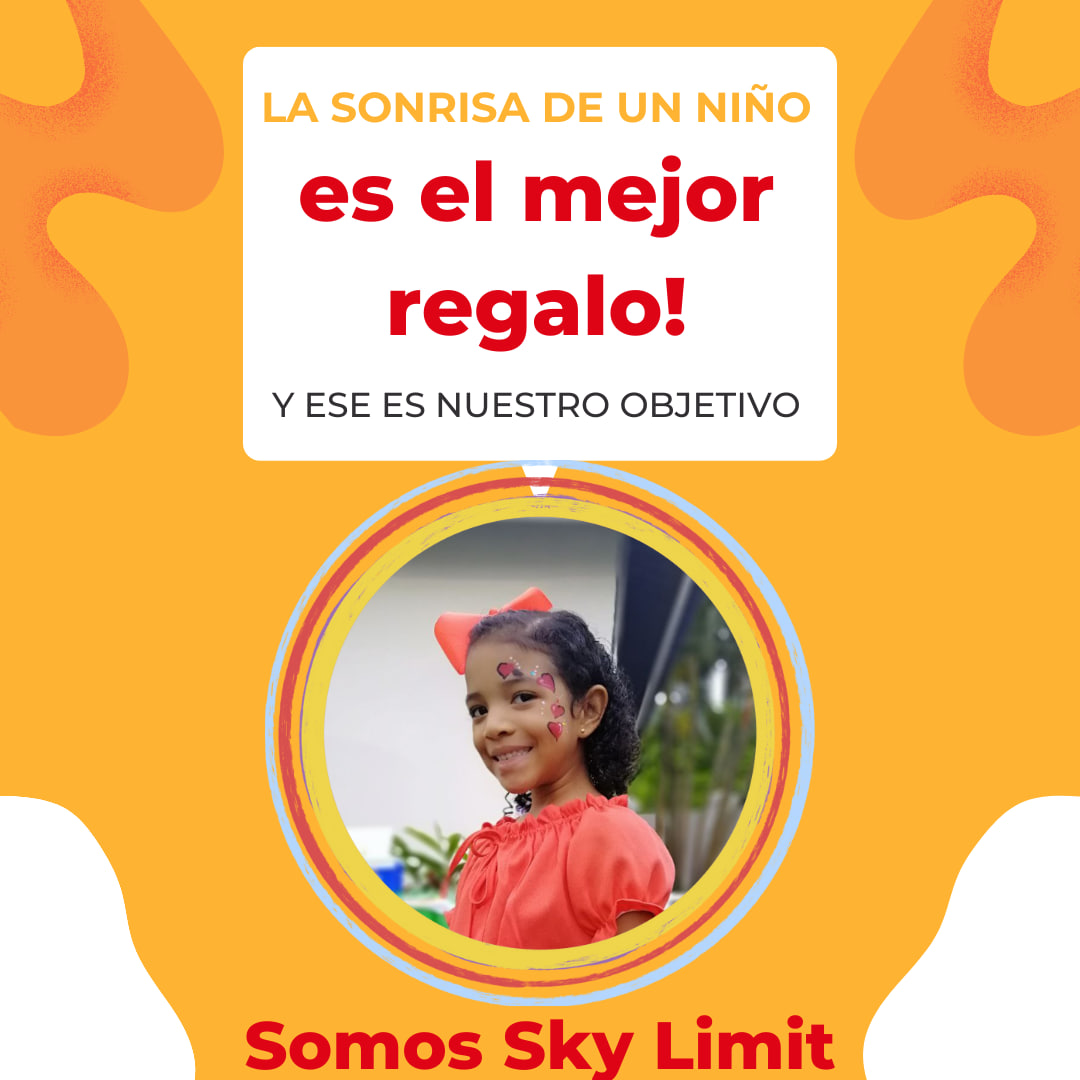 LA SONRISA DE UN NIÑO
es el mejor
regalo!
Y ESE ES NUESTRO OBJETIVO
Somos Sky Limit